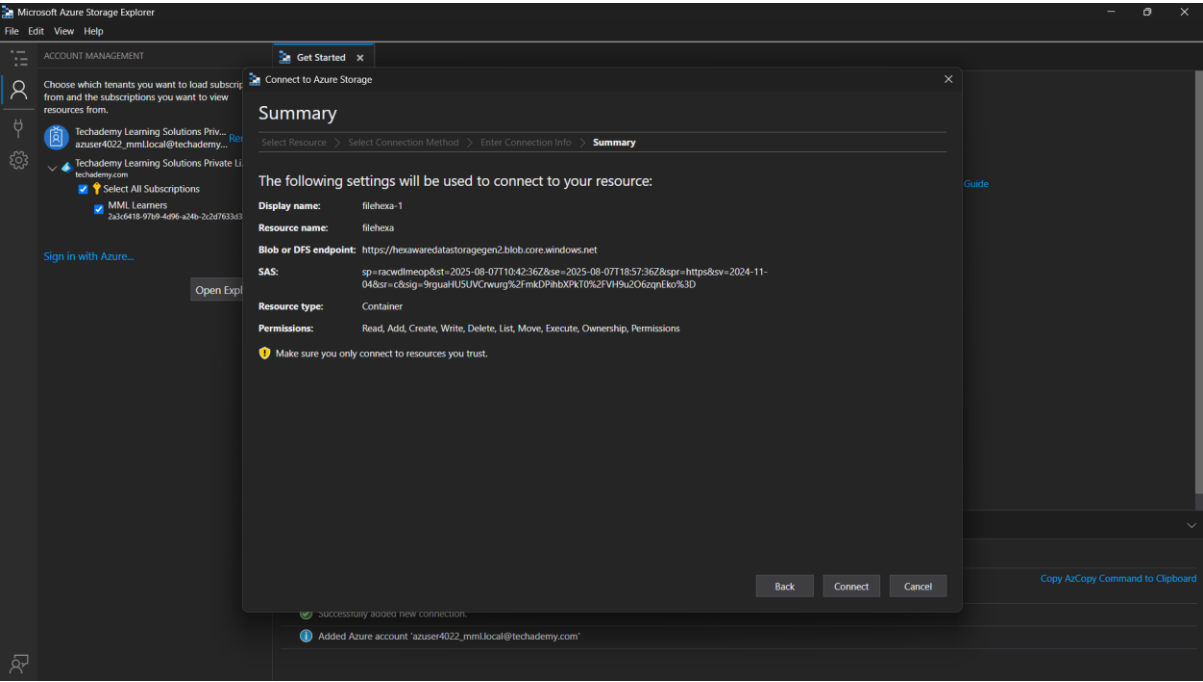 Microsoft Azure Storage Explorer
File Edit View Help
ACCOUNT MANAGEMENT
Get Started
Choose which tenants you want to load subscrip
from and the subscriptions you want to view
resources from.
Techademy Learning Solutions Priv...
azuser4022_mml.local@techademy...
Techademy Learning Solutions Private Li
techademy.com
Select All Subscriptions
MML Learners
2a3c6418-97b9-4d96-a24b-2c2d7633d3
Sign in with Azure...
Open Expl
Connect to Azure Storage
Summary
Select Resource > Select Connection Method > Enter Connection Info > Summary
The following settings will be used to connect to your resource:
Display name: filehexa-1
Resource name: filehexa
Blob or DFS endpoint: https://hexawaredatastoragegen2.blob.core.windows.net
SAS: sp=racwdlmeop&st=2025-08-07T10:42:36Z&se=2025-08-07T18:57:36Z&spr=https&sv=2024-11-
04&sr=c&sig=9rguaHU5UVCrwurg%2FmkDPihbXPkT0%2FVH9u2O6zqnEko%3D
Resource type: Container
Permissions: Read, Add, Create, Write, Delete, List, Move, Execute, Ownership, Permissions
Make sure you only connect to resources you trust.
Back Connect Cancel
Guide
Copy AzCopy Command to Clipboard
Successfully added new connection.
Added Azure account 'azuser4022_mml.local@techademy.com'